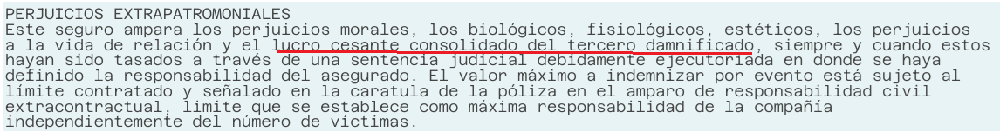 PERJUICIOS EXTRAPATROMONIALES
Este seguro ampara los perjuicios morales, los biológicos, fisiológicos, estéticos, los perjuicios
a la vida de relación y el lucro cesante consolidado del tercero damnificado, siempre y cuando estos
hayan sido tasados a través de una sentencia judicial debidamente ejecutoriada en donde se haya
definido la responsabilidad del asegurado. El valor máximo a indemnizar por evento está sujeto al
límite contratado y señalado en la caratula de la póliza en el amparo de responsabilidad civil
extracontractual, limite que se establece como máxima responsabilidad de la compañía
independientemente del número de víctimas.